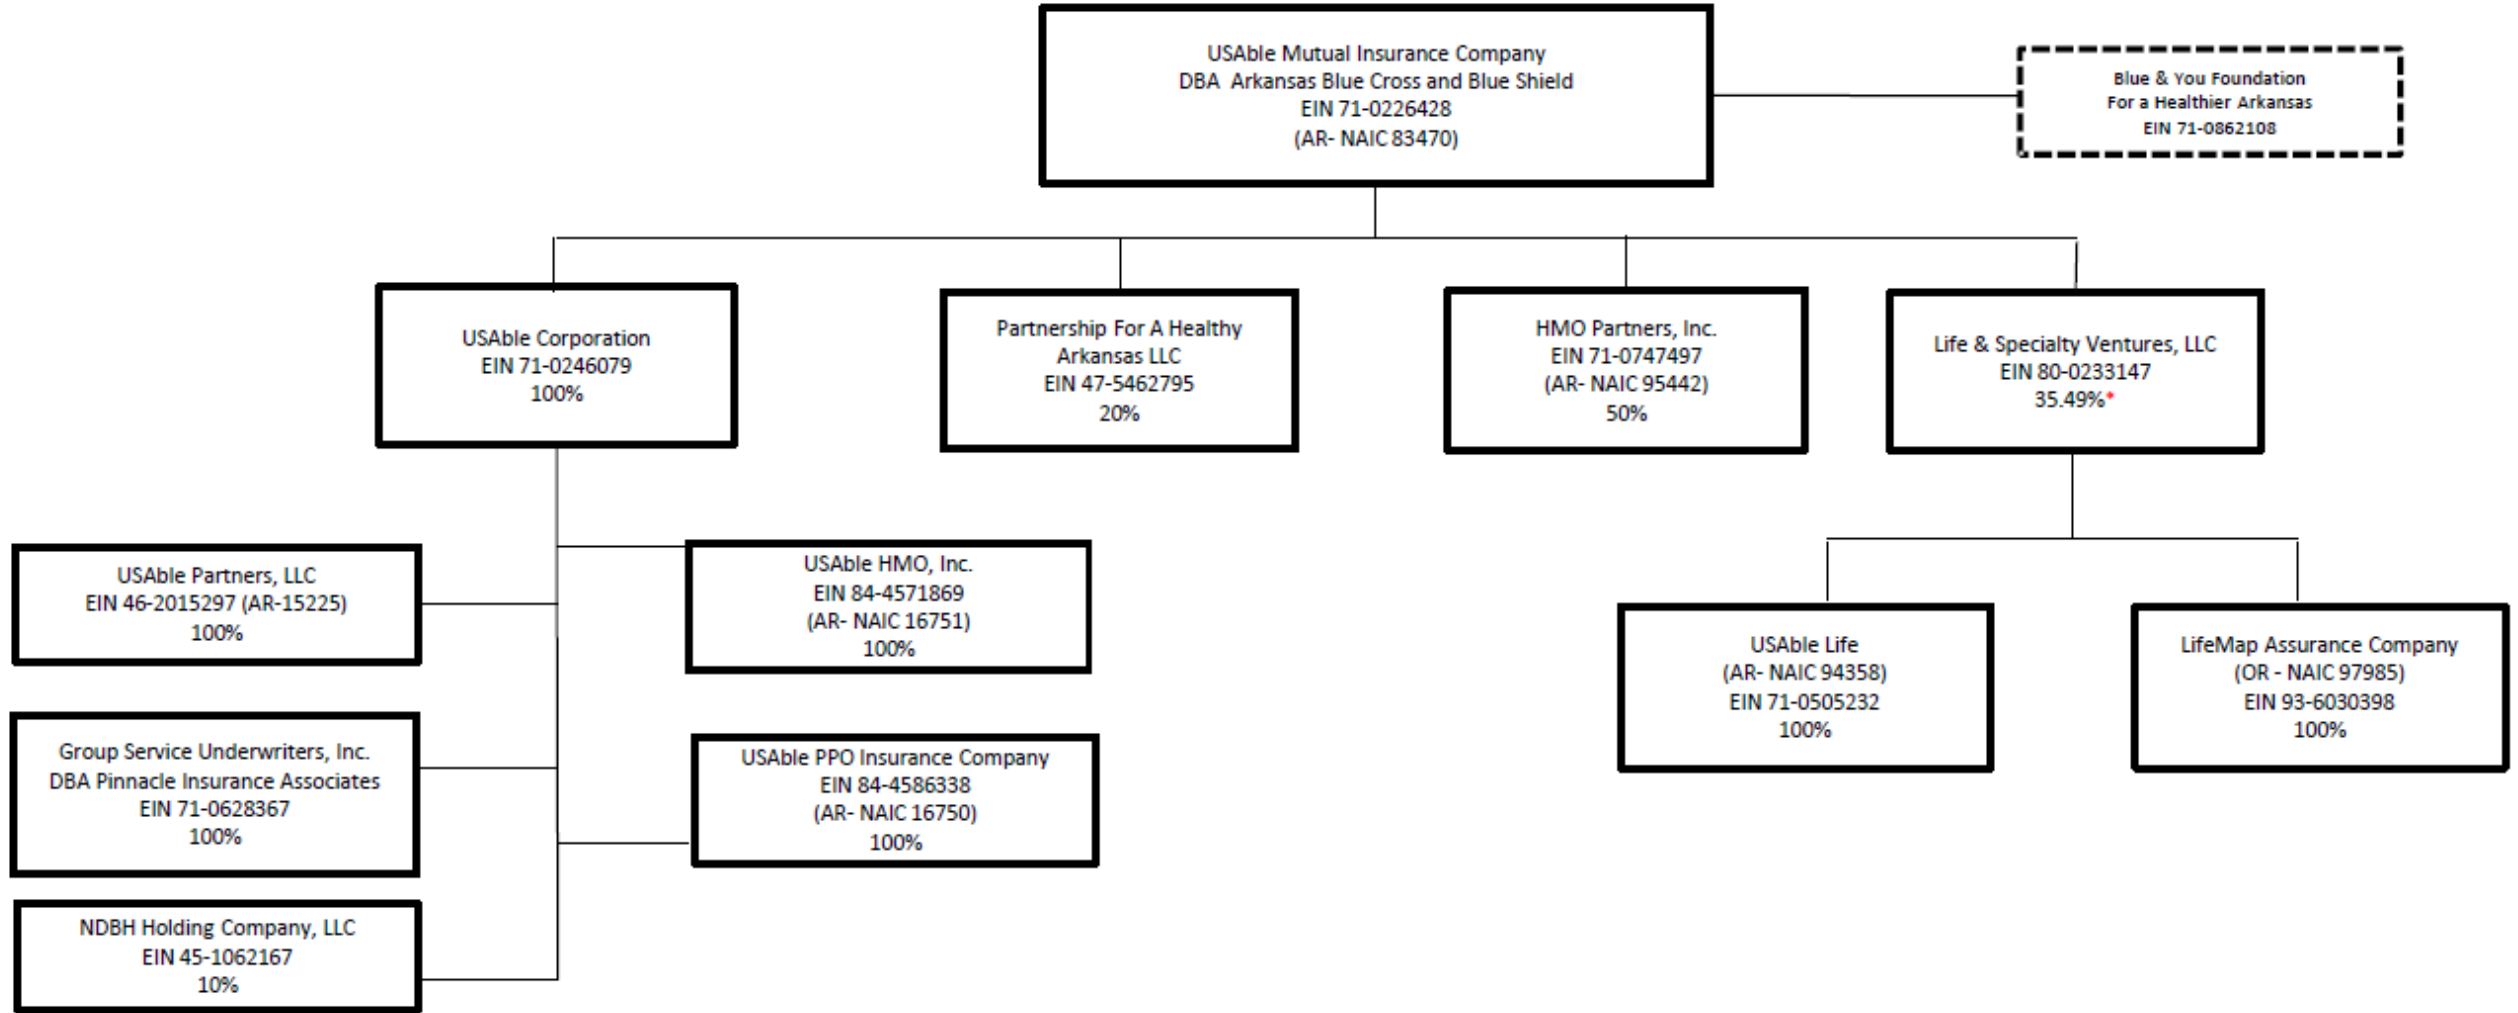 USAble Mutual Insurance Company
DBA Arkansas Blue Cross and Blue Shield
EIN 71-0226428
(AR- NAIC 83470)
Blue & You Foundation
For a Healthier Arkansas
EIN 71-0862108
USAble Corporation
EIN 71-0246079
100%
Partnership For A Healthy
Arkansas LLC
EIN 47-5462795
20%
HMO Partners, Inc.
EIN 71-0747497
(AR- NAIC 95442)
50%
Life & Specialty Ventures, LLC
EIN 80-0233147
35.49%*
USAble Partners, LLC
EIN 46-2015297 (AR-15225)
100%
USAble HMO, Inc.
EIN 84-4571869
(AR- NAIC 16751)
100%
USAble Life
(AR- NAIC 94358)
EIN 71-0505232
100%
LifeMap Assurance Company
(OR - NAIC 97985)
EIN 93-6030398
100%
Group Service Underwriters, Inc.
DBA Pinnacle Insurance Associates
EIN 71-0628367
100%
USAble PPO Insurance Company
EIN 84-4586338
(AR- NAIC 16750)
100%
NDBH Holding Company, LLC
EIN 45-1062167
10%